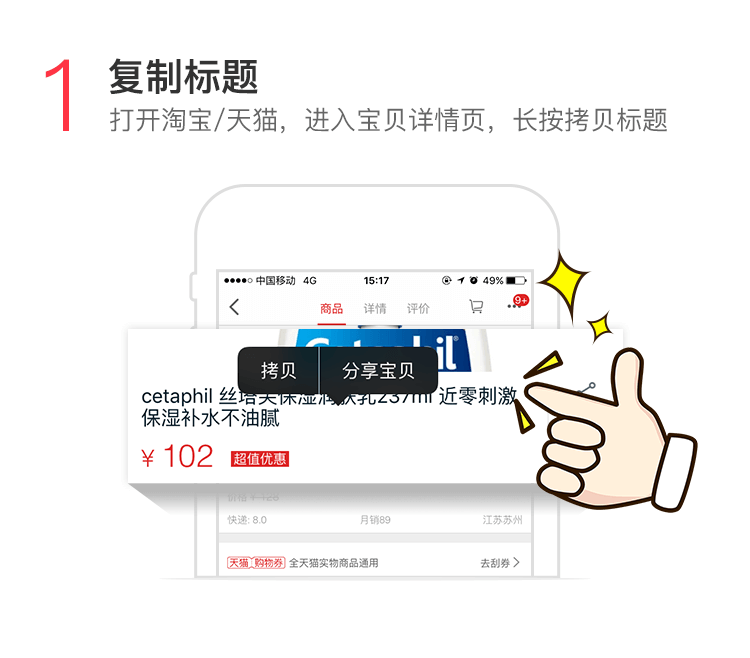 1
复制标题
打开淘宝/天猫，进入宝贝详情页，长按拷贝标题
中国移动 4G 15:17 49%
商品 详情 评价 9+
Cetaphil®
拷贝 分享宝贝
cetaphil 丝塔芙保湿润肤乳237ml 近零刺激
保湿补水不油腻
¥ 102 超值优惠
价格 ¥ 128
快递: 8.0 月销89 江苏苏州
天猫 购物券 全天猫实物商品通用 去刮券